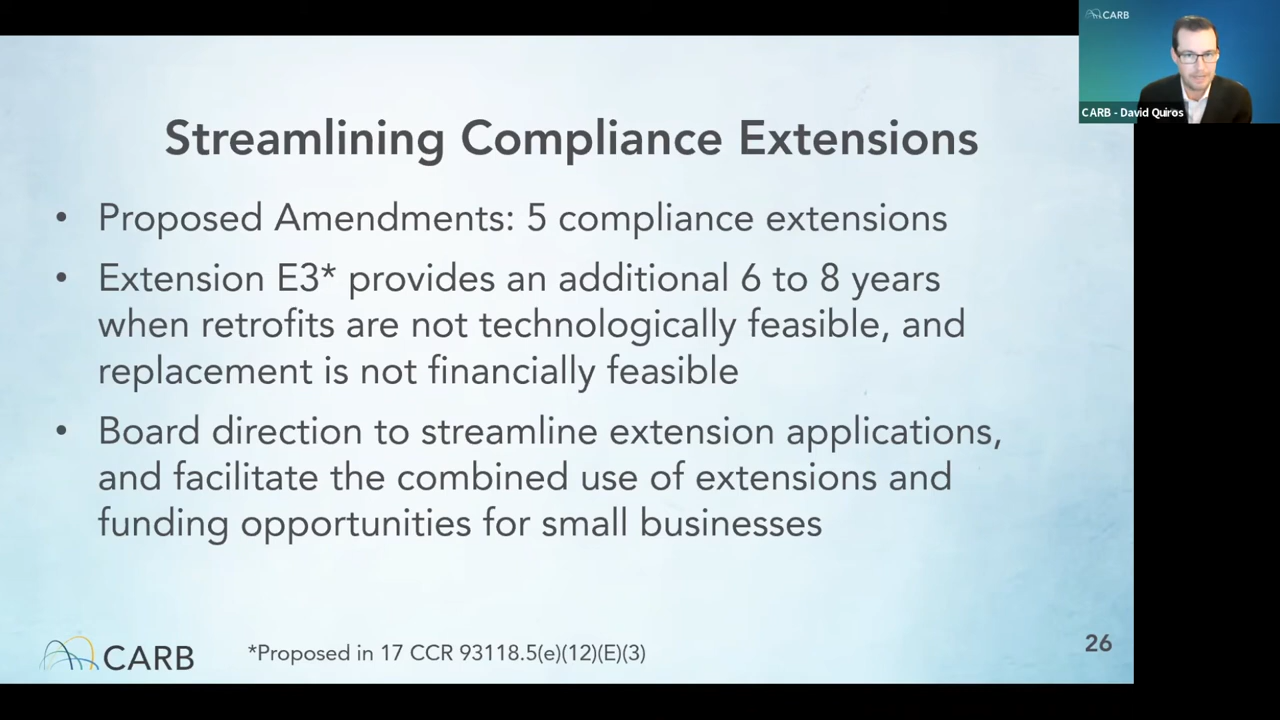 CARB
CARB - David Quiros
Streamlining Compliance Extensions
• Proposed Amendments: 5 compliance extensions
• Extension E3* provides an additional 6 to 8 years
when retrofits are not technologically feasible, and
replacement is not financially feasible
• Board direction to streamline extension applications,
and facilitate the combined use of extensions and
funding opportunities for small businesses
CARB
*Proposed in 17 CCR 93118.5(e)(12)(E)(3)
26